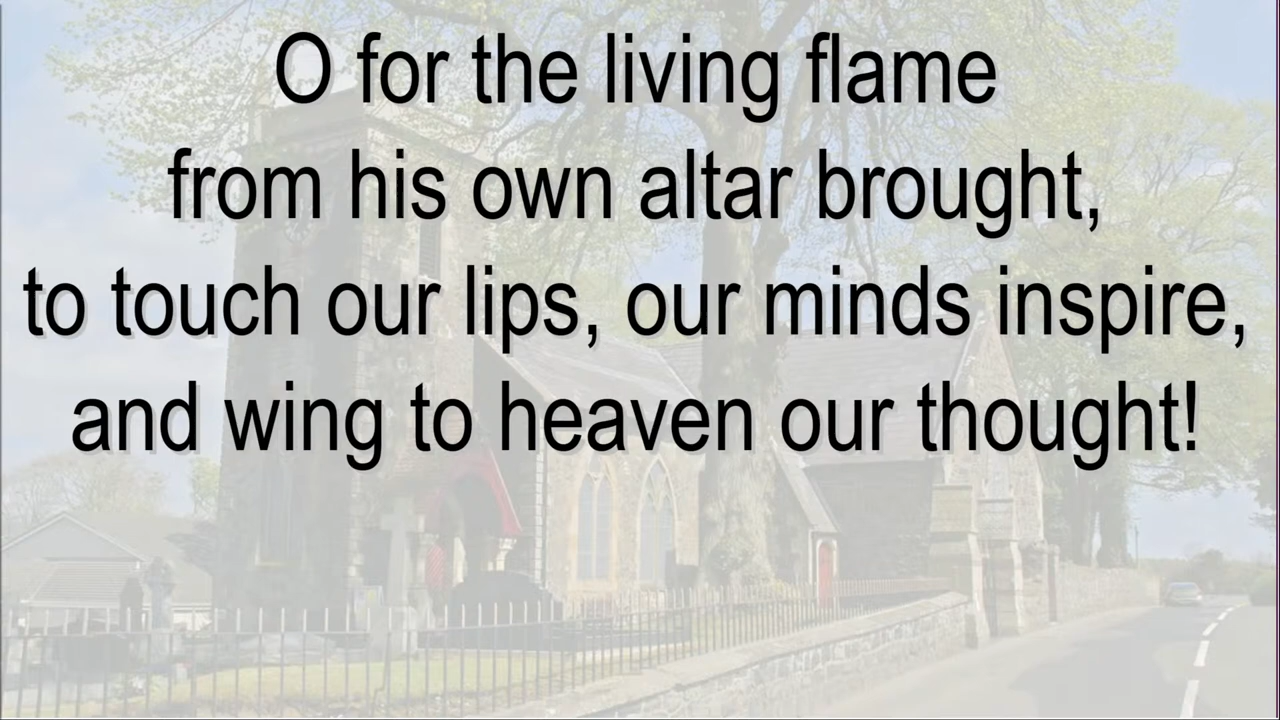 O for the living flame
from his own altar brought,
to touch our lips, our minds inspire,
and wing to heaven our thought!